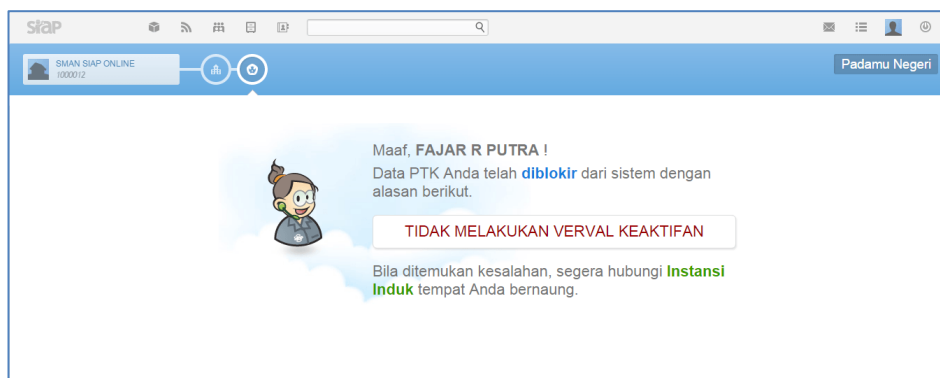 siap
SMAN SIAP ONLINE
1000012
Padamu Negeri
Maaf, FAJAR R PUTRA !
Data PTK Anda telah diblokir dari sistem dengan
alasan berikut.
TIDAK MELAKUKAN VERVAL KEAKTIFAN
Bila ditemukan kesalahan, segera hubungi Instansi
Induk tempat Anda bernaung.